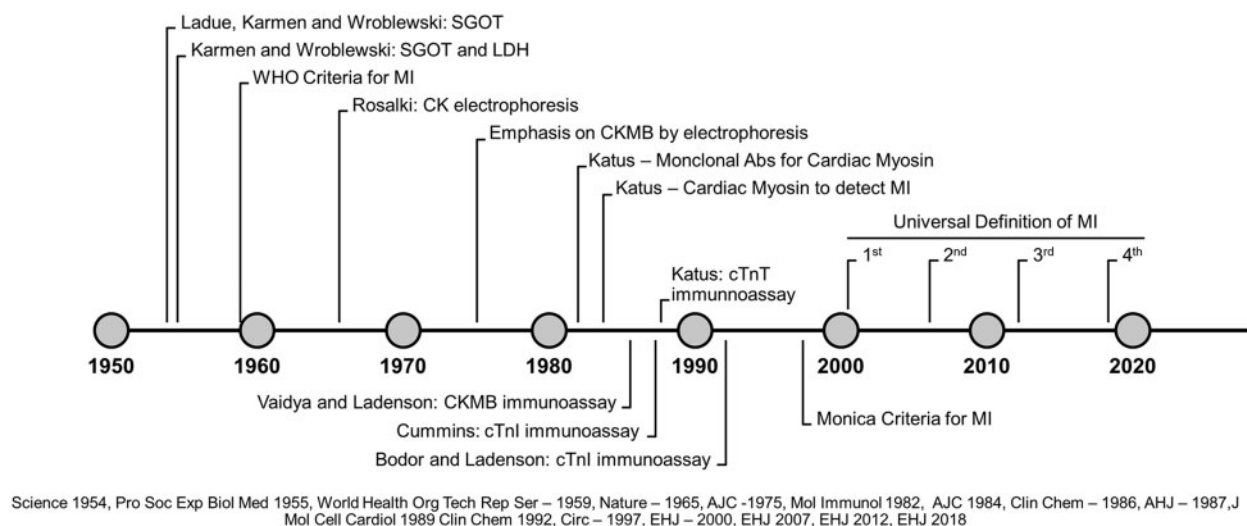 Ladue, Karmen and Wroblewski: SGOT
Karmen and Wroblewski: SGOT and LDH
WHO Criteria for MI
Rosalki: CK electrophoresis
Emphasis on CKMB by electrophoresis
Katus – Monclonal Abs for Cardiac Myosin
Katus – Cardiac Myosin to detect MI
Universal Definition of MI
1st
2nd
3rd
4th
Katus: cTnT
immunnoassay
1950
1960
1970
1980
1990
2000
2010
2020
Vaidya and Ladenson: CKMB immunoassay
Cummins: cTnI immunoassay
Bodor and Ladenson: cTnI immunoassay
Monica Criteria for MI
Science 1954, Pro Soc Exp Biol Med 1955, World Health Org Tech Rep Ser – 1959, Nature – 1965, AJC -1975, Mol Immunol 1982, AJC 1984, Clin Chem – 1986, AHJ – 1987,J
Mol Cell Cardiol 1989 Clin Chem 1992, Circ – 1997, EHJ – 2000, EHJ 2007, EHJ 2012, EHJ 2018